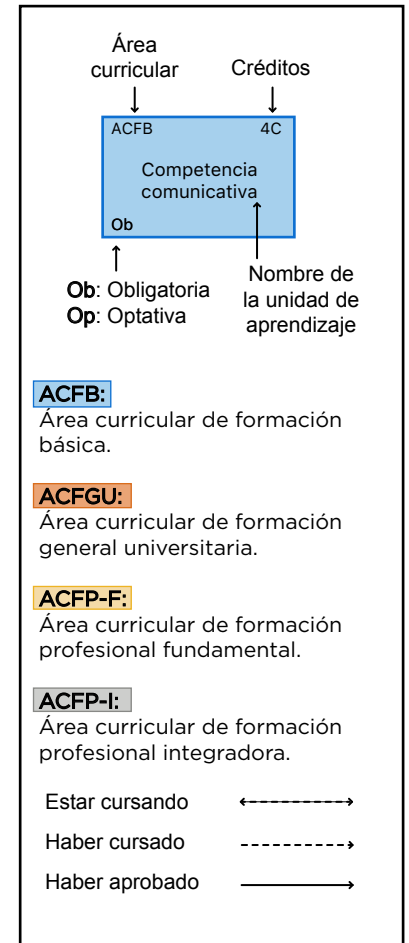 Área
curricular
Créditos
ACFB 4C
Competencia
comunicativa
Ob
Ob: Obligatoria
Op: Optativa
Nombre de
la unidad de
aprendizaje
ACFB:
Área curricular de formación
básica.
ACFGU:
Área curricular de formación
general universitaria.
ACFP-F:
Área curricular de formación
profesional fundamental.
ACFP-I:
Área curricular de formación
profesional integradora.
Estar cursando
Haber cursado
Haber aprobado